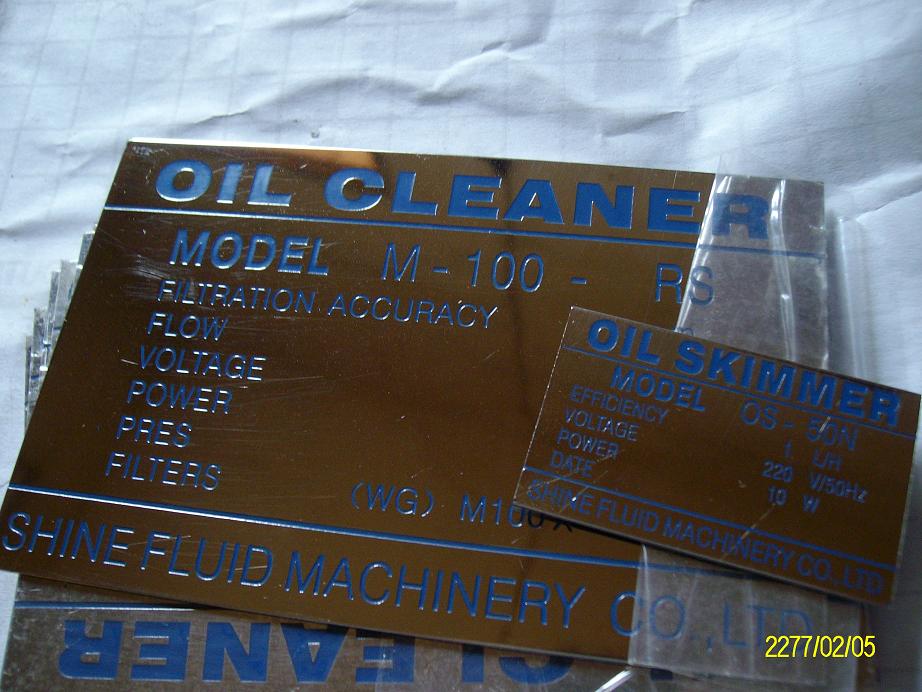 OIL CLEANER
MODEL M-100- RS
FILTRATION ACCURACY
FLOW
VOLTAGE
POWER
PRES
FILTERS
(WG) M100
SHINE FLUID MACHINERY CO.,LTD
OIL SKIMMER
MODEL OS-50N
EFFICIENCY 1 L/H
VOLTAGE 220 V/50Hz
POWER 10 W
DATE
SHINE FLUID MACHINERY CO.,LTD
CLEANER
2277/02/05